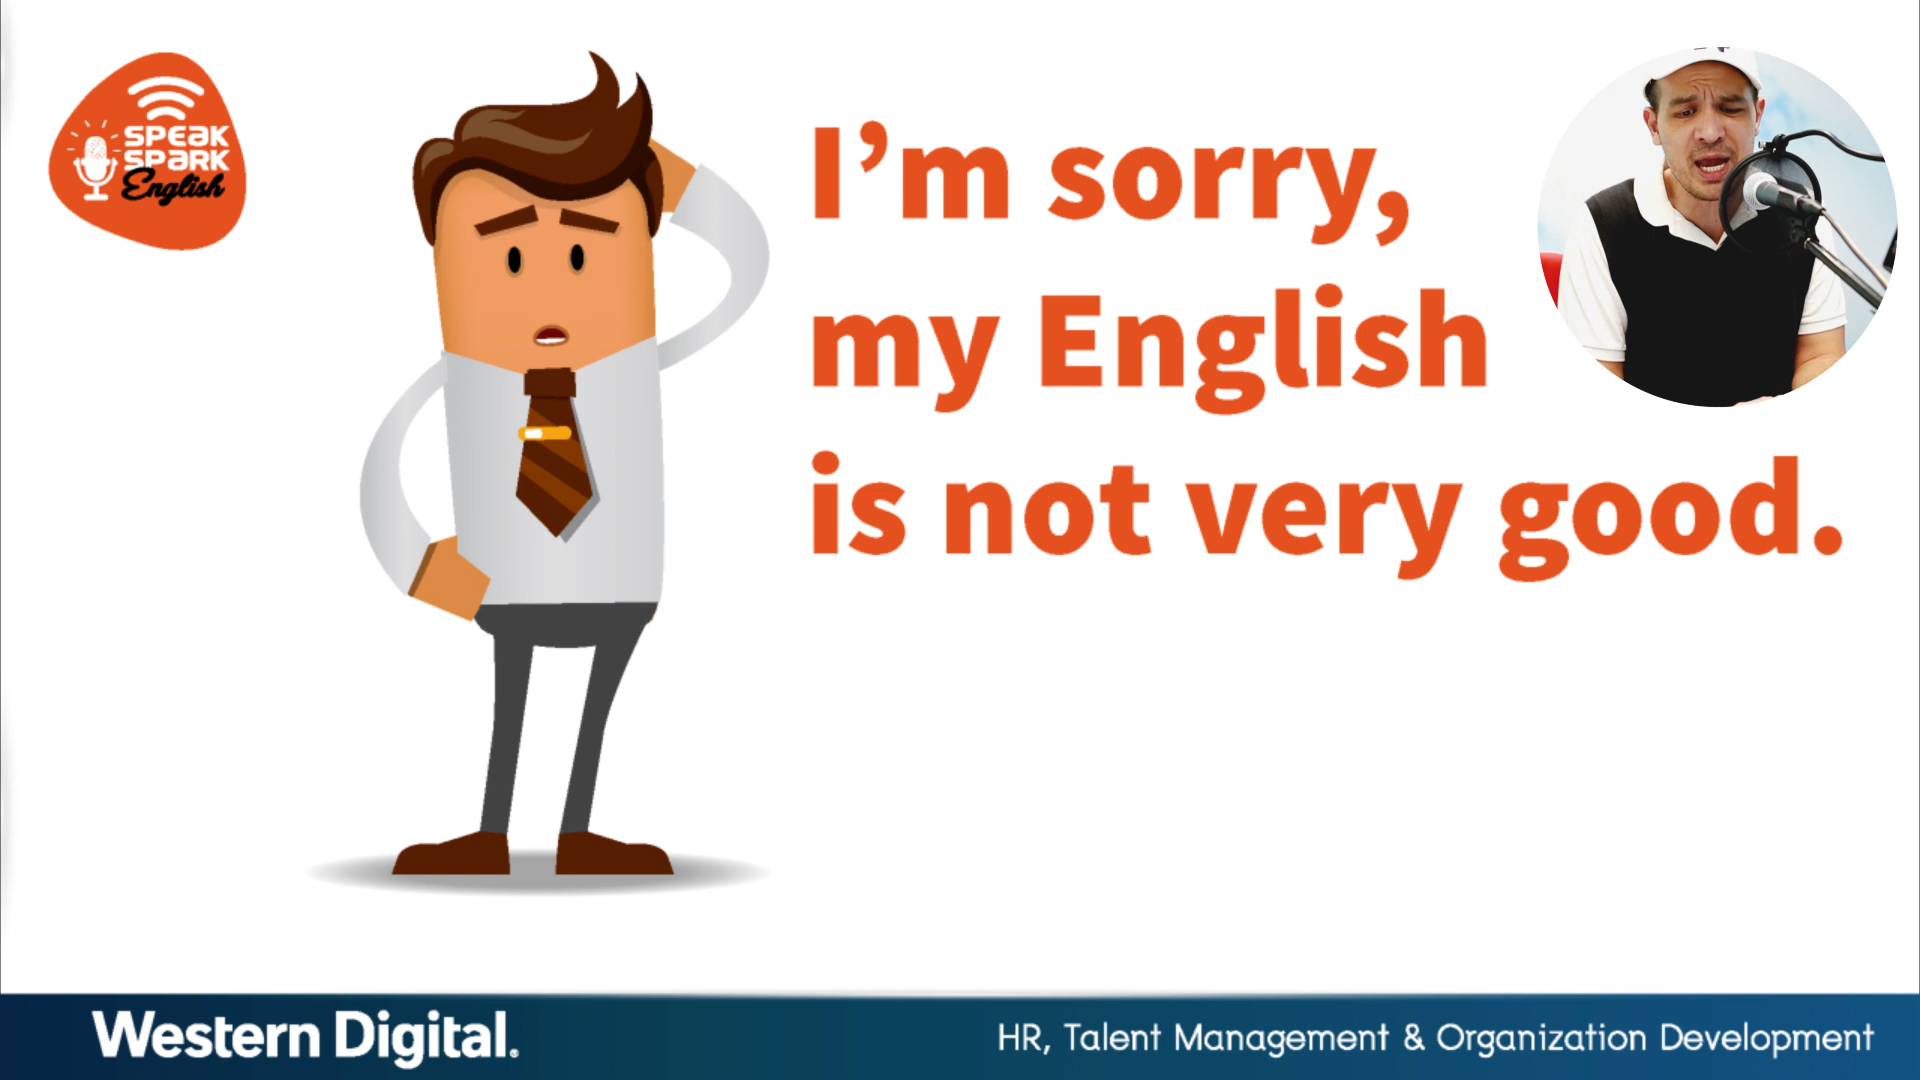 SPEAK
SPARK
English
I’m sorry,
my English
is not very good.
Western Digital.
HR, Talent Management & Organization Development